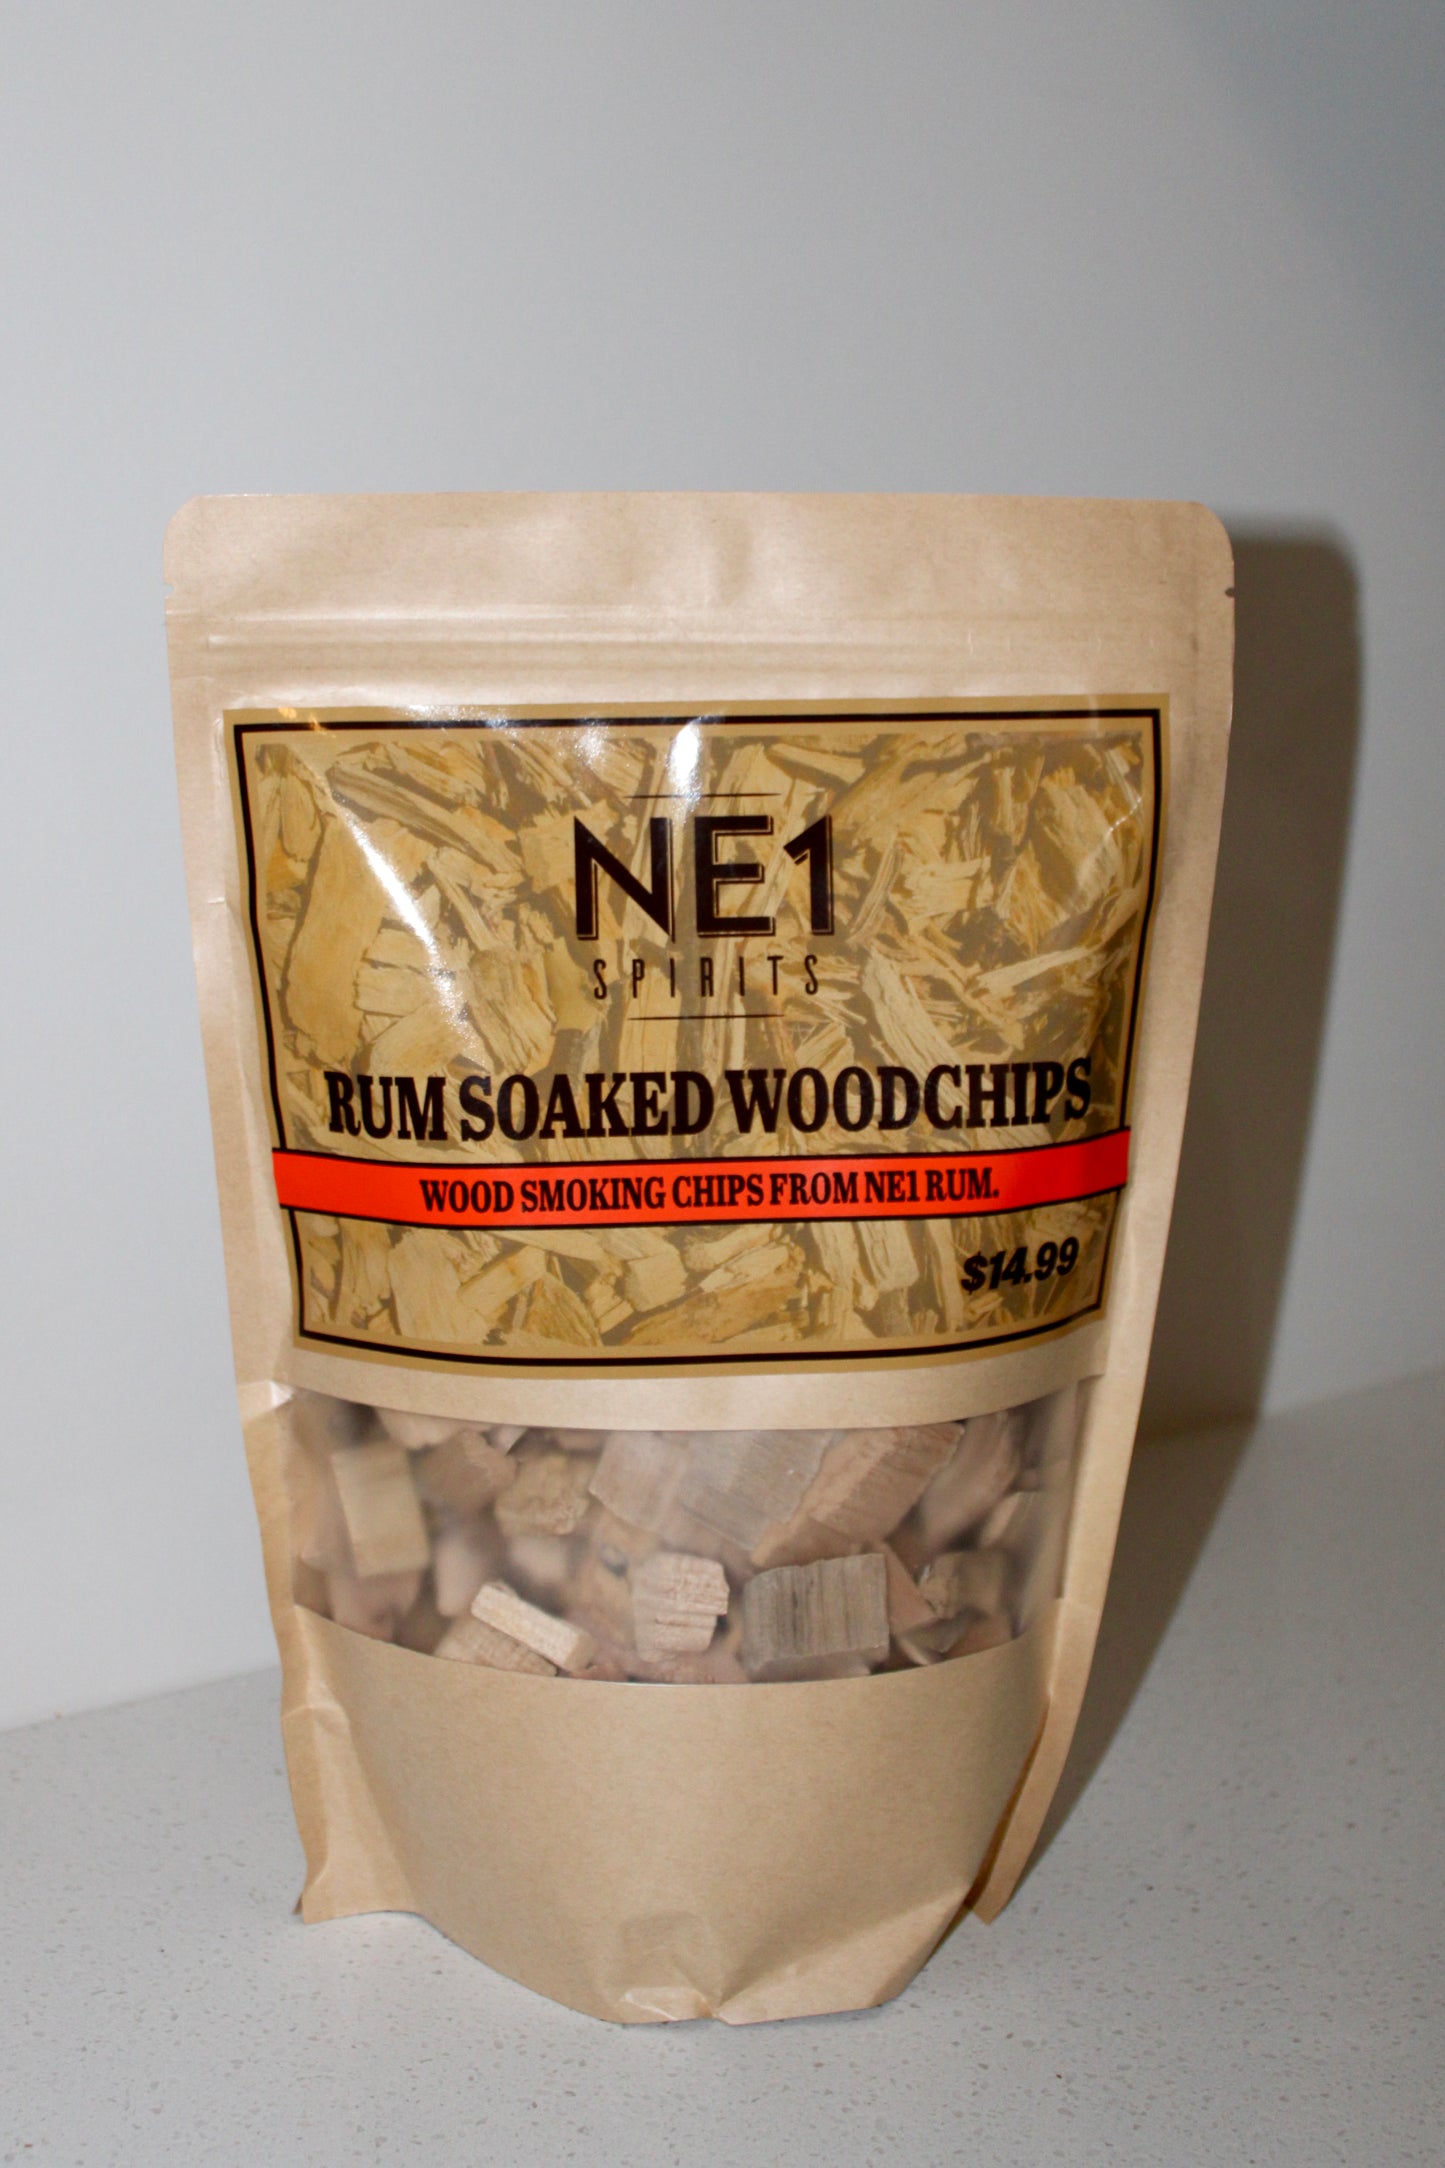 NE1
SPIRITS
RUM SOAKED WOODCHIPS
WOOD SMOKING CHIPS FROM NE1 RUM.
$14.99